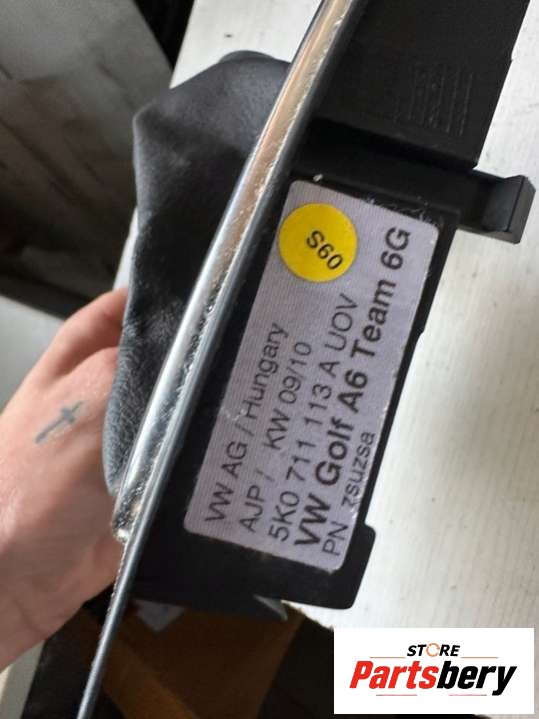 09S
VW AG / Hungary
AJP / KW 09/10
5K0 711 113 A UOV
VW Golf A6 Team 6G
PN zsuzsa
STORE
Partsbery